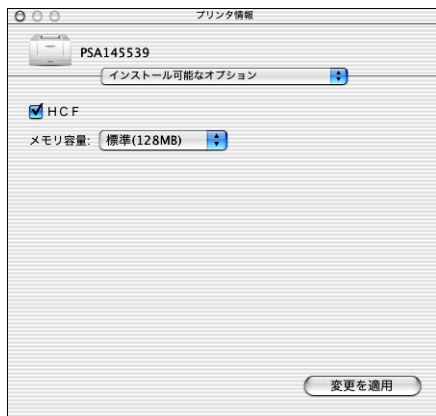 プリンタ情報
PSA145539
インストール可能なオプション
HCF
メモリ容量: 標準(128MB)
変更を適用